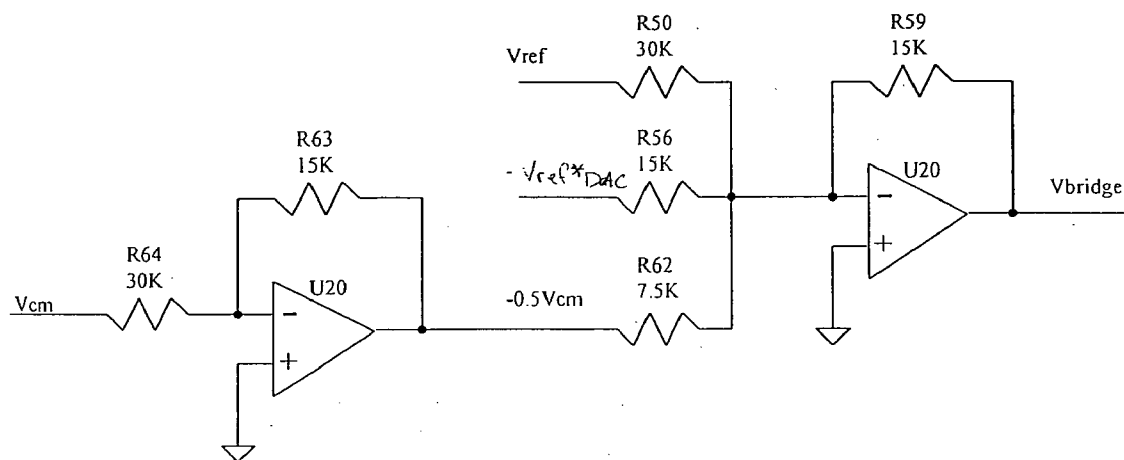 R50
30K
Vref
R59
15K
R63
15K
R56
15K
-Vref*DAC
U20
Vbridge
R64
30K
U20
R62
7.5K
Vcm
-0.5Vcm